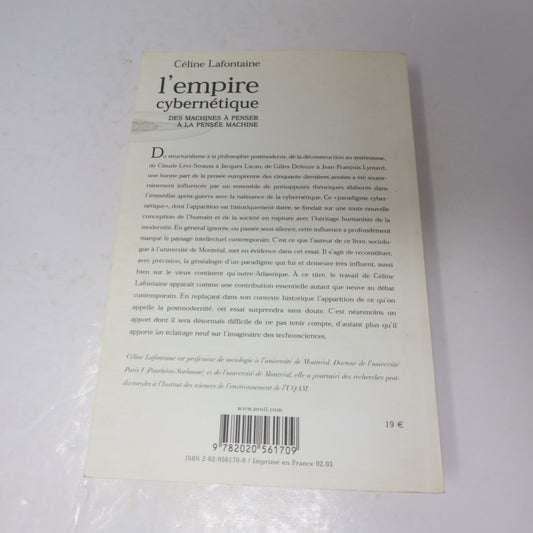 Céline Lafontaine
l'empire
cybernétique
DES MACHINES À PENSER
À LA PENSÉE MACHINE
Du structuralisme à la philosophie postmoderne, de la déconstruction au systémisme,
de Claude Lévi-Strauss à Jacques Lacan, de Gilles Deleuze à Jean-François Lyotard,
une bonne part de la pensée européenne des cinquante dernières années a été souter-
rainement influencée par un ensemble de présupposés théoriques élaborés dans
l'immédiate après-guerre avec la naissance de la cybernétique. Ce « paradigme cyber-
nétique », dont l'apparition est historiquement datée, se fondait sur une toute nouvelle
conception de l'humain et de la société en rupture avec l'héritage humaniste de la
modernité. En général ignorée, ou passée sous silence, cette influence a profondément
marqué le paysage intellectuel contemporain. C'est ce que l'auteur de ce livre, sociolo-
gue à l'université de Montréal, met en évidence dans cet essai. Il s'agit de reconstituer,
avec précision, la généalogie d'un paradigme qui fut et demeure très influent, aussi
bien sur le vieux continent qu'outre-Atlantique. À ce titre, le travail de Céline
Lafontaine apparaît comme une contribution essentielle autant que neuve au débat
contemporain. En replaçant dans son contexte historique l'apparition de ce qu'on
appelle la postmodernité, cet essai surprendra sans doute. C'est néanmoins un
apport dont il sera désormais difficile de ne pas tenir compte, d'autant plus qu'il
apporte un éclairage neuf sur l'imaginaire des technosciences.
Céline Lafontaine est professeur de sociologie à l'université de Montréal. Docteur de l'université
Paris I (Panthéon-Sorbonne) et de l'université de Montréal, elle a poursuivi des recherches post-
doctorales à l'Institut des sciences de l'environnement de l'UQAM.
www.seuil.com
9 782020 561709
19 €
ISBN 2-02-056170-0 / Imprimé en France 02.03